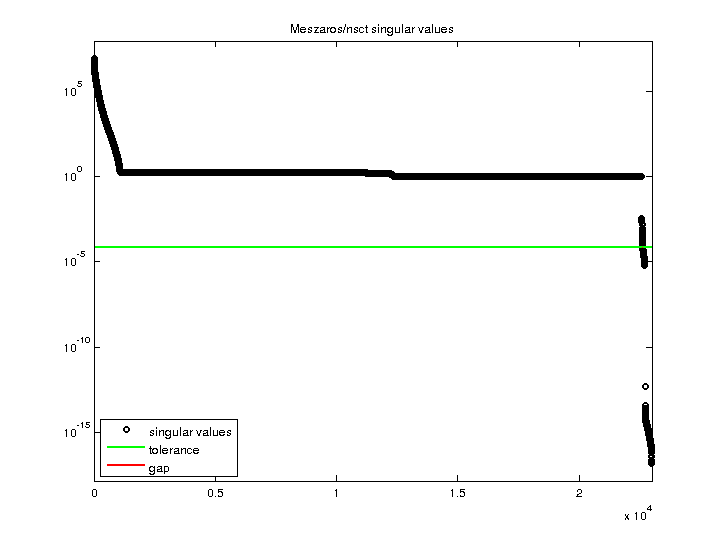 Meszaros/nsct singular values
10^5
10^0
10^-5
10^-10
10^-15
singular values
tolerance
gap
0 0.5 1 1.5 2
x 10^4